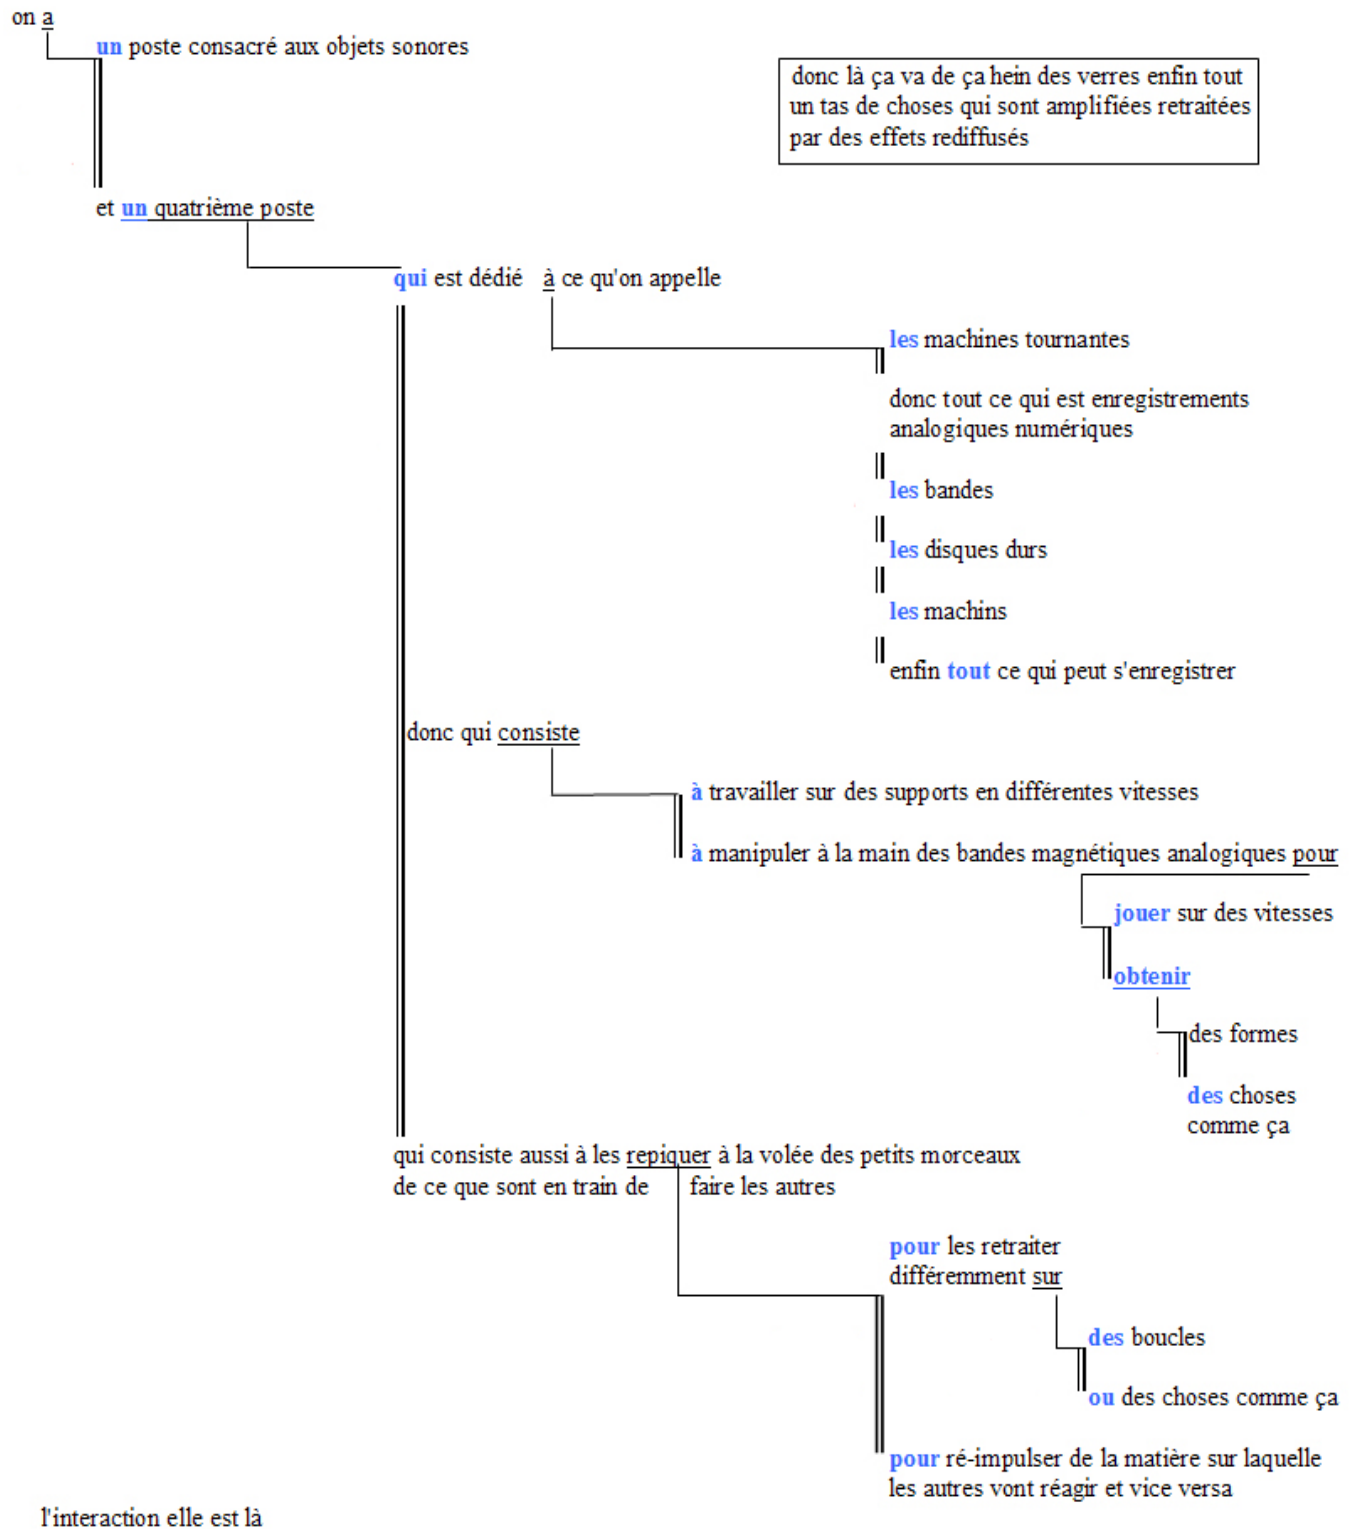 on a
un poste consacré aux objets sonores
donc là ça va de ça hein des verres enfin tout
un tas de choses qui sont amplifiées retraitées
par des effets rediffusés
et un quatrième poste
qui est dédié à ce qu'on appelle
les machines tournantes
donc tout ce qui est enregistrements
analogiques numériques
les bandes
les disques durs
les machins
enfin tout ce qui peut s'enregistrer
donc qui consiste
à travailler sur des supports en différentes vitesses
à manipuler à la main des bandes magnétiques analogiques pour
jouer sur des vitesses
obtenir
des formes
des choses
comme ça
qui consiste aussi à les repiquer à la volée des petits morceaux
de ce que sont en train de faire les autres
pour les retraiter
différemment sur
des boucles
ou des choses comme ça
pour ré-impulser de la matière sur laquelle
les autres vont réagir et vice versa
l'interaction elle est là